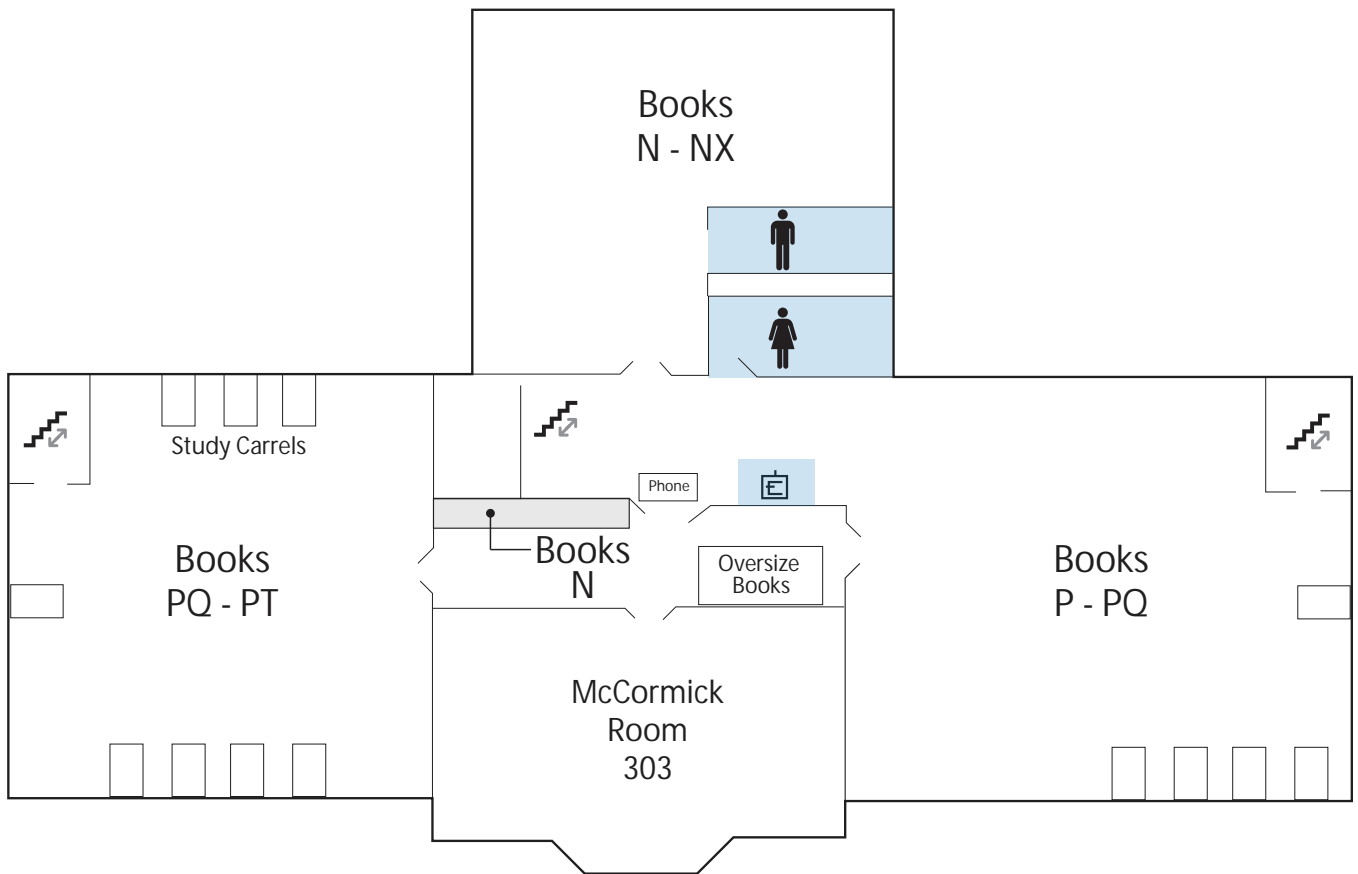 Books
N - NX
Study Carrels
Phone
E
Books
N
Oversize
Books
Books
PQ - PT
Books
P - PQ
McCormick
Room
303